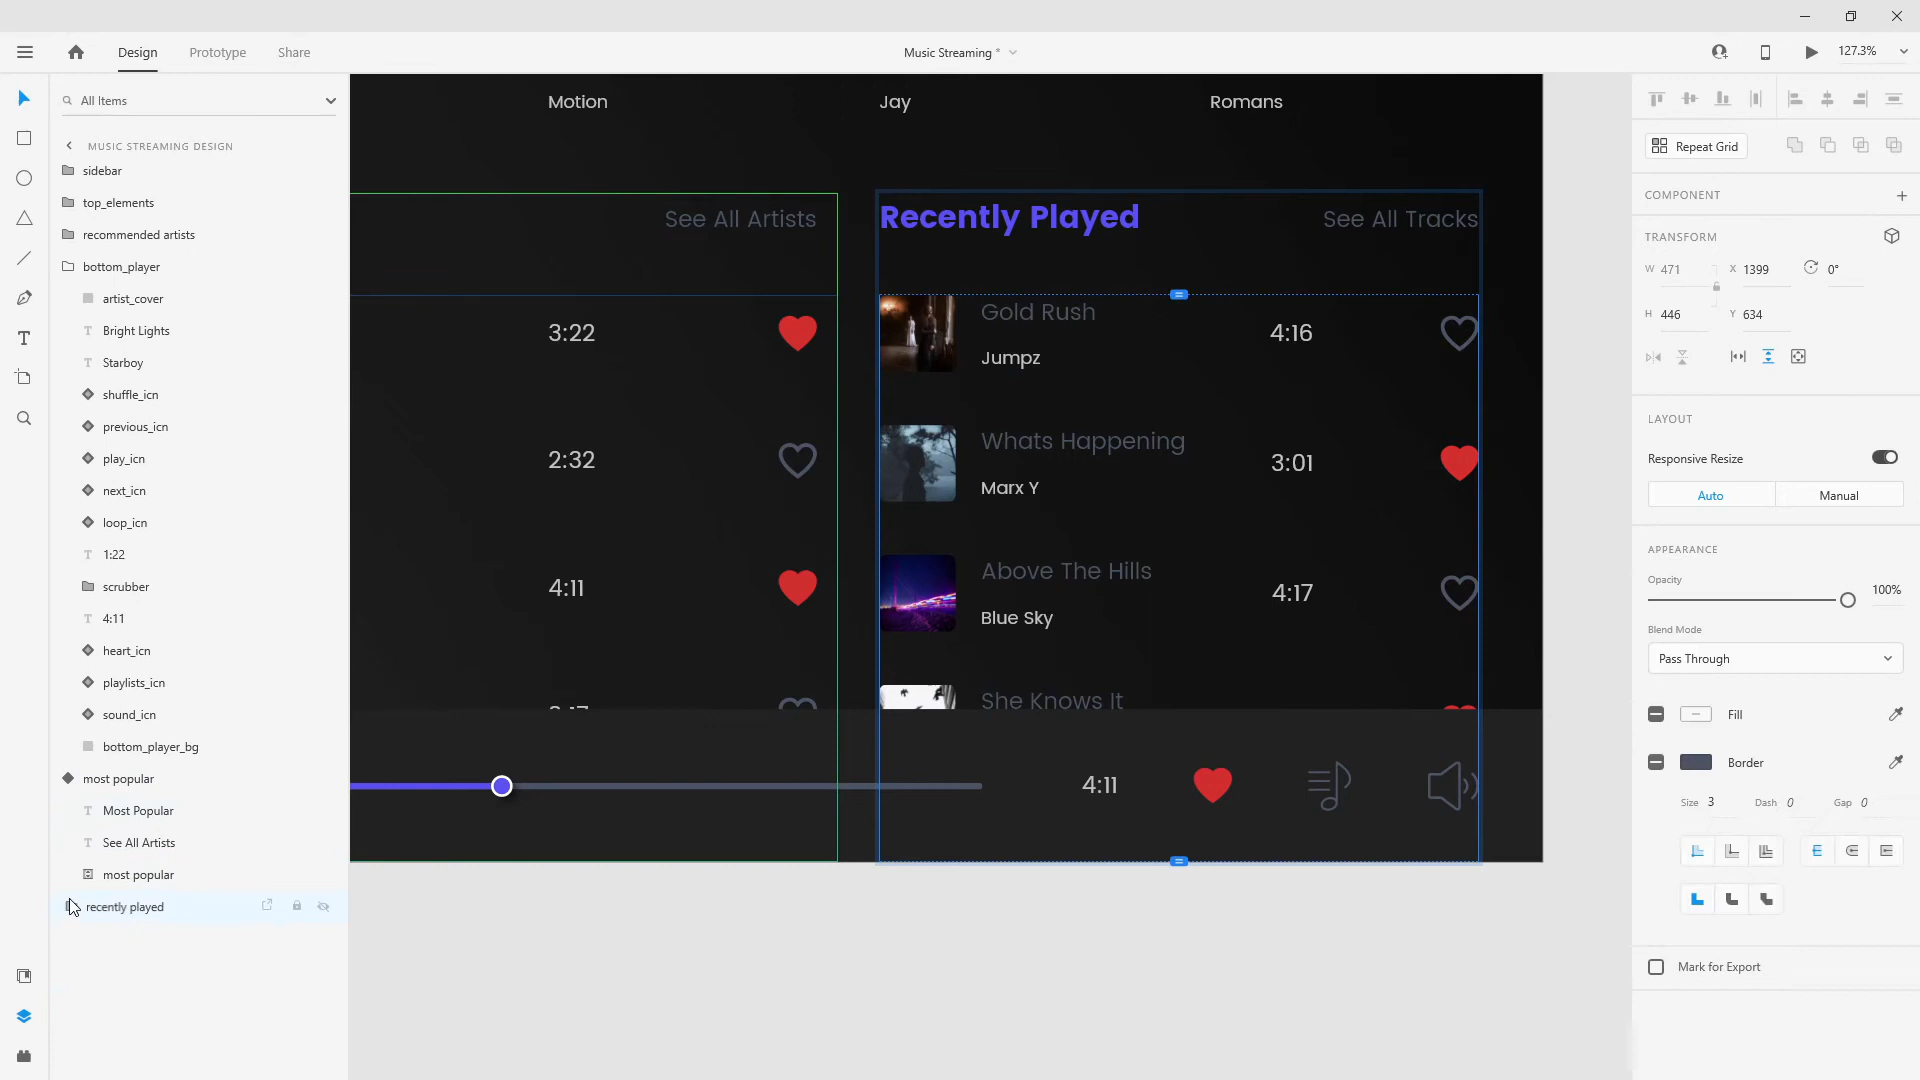 Design
Prototype
Share
Music Streaming *
127.3%
All Items
MUSIC STREAMING DESIGN
sidebar
top_elements
recommended artists
bottom_player
artist_cover
Bright Lights
Starboy
shuffle_icn
previous_icn
play_icn
next_icn
loop_icn
1:22
scrubber
4:11
heart_icn
playlists_icn
sound_icn
bottom_player_bg
most popular
Most Popular
See All Artists
most popular
recently played
Motion
Jay
Romans
See All Artists
3:22
2:32
4:11
Recently Played
See All Tracks
Gold Rush
Jumpz
4:16
Whats Happening
Marx Y
3:01
Above The Hills
Blue Sky
4:17
She Knows It
4:11
Repeat Grid
COMPONENT
TRANSFORM
W 471
X 1399
0°
H 446
Y 634
LAYOUT
Responsive Resize
Auto
Manual
APPEARANCE
Opacity
100%
Blend Mode
Pass Through
Fill
Border
Size 3
Dash 0
Gap 0
Mark for Export